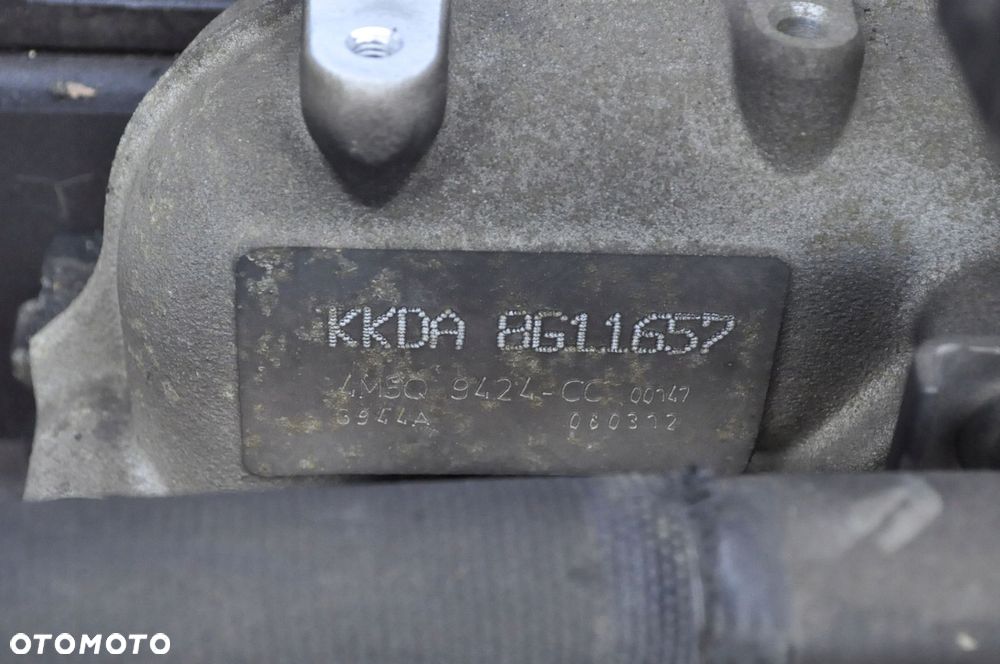 KKDA 8G11657
4M5Q 9424-CC 00147
6944A 080312
OTOMOTO